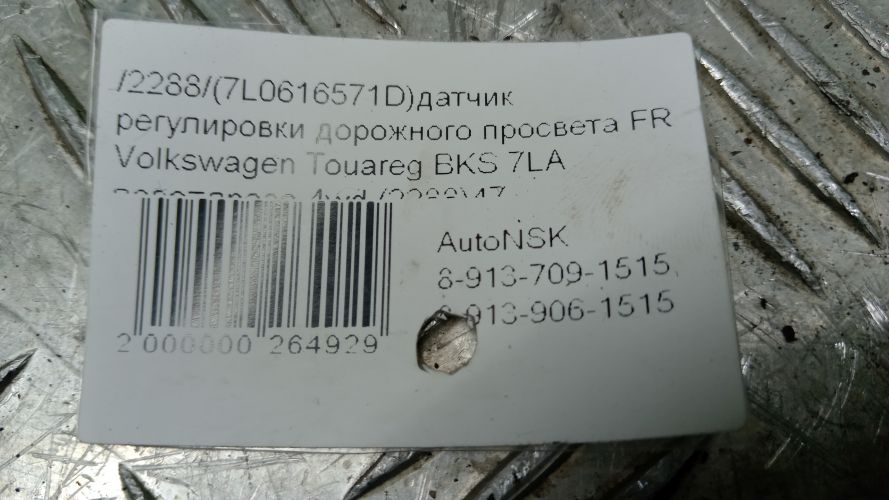 /2288/(7L0616571D)датчик
регулировки дорожного просвета FR
Volkswagen Touareg BKS 7LA
4wd
AutoNSK
8-913-709-1515,
913-906-1515
2 000000 264929